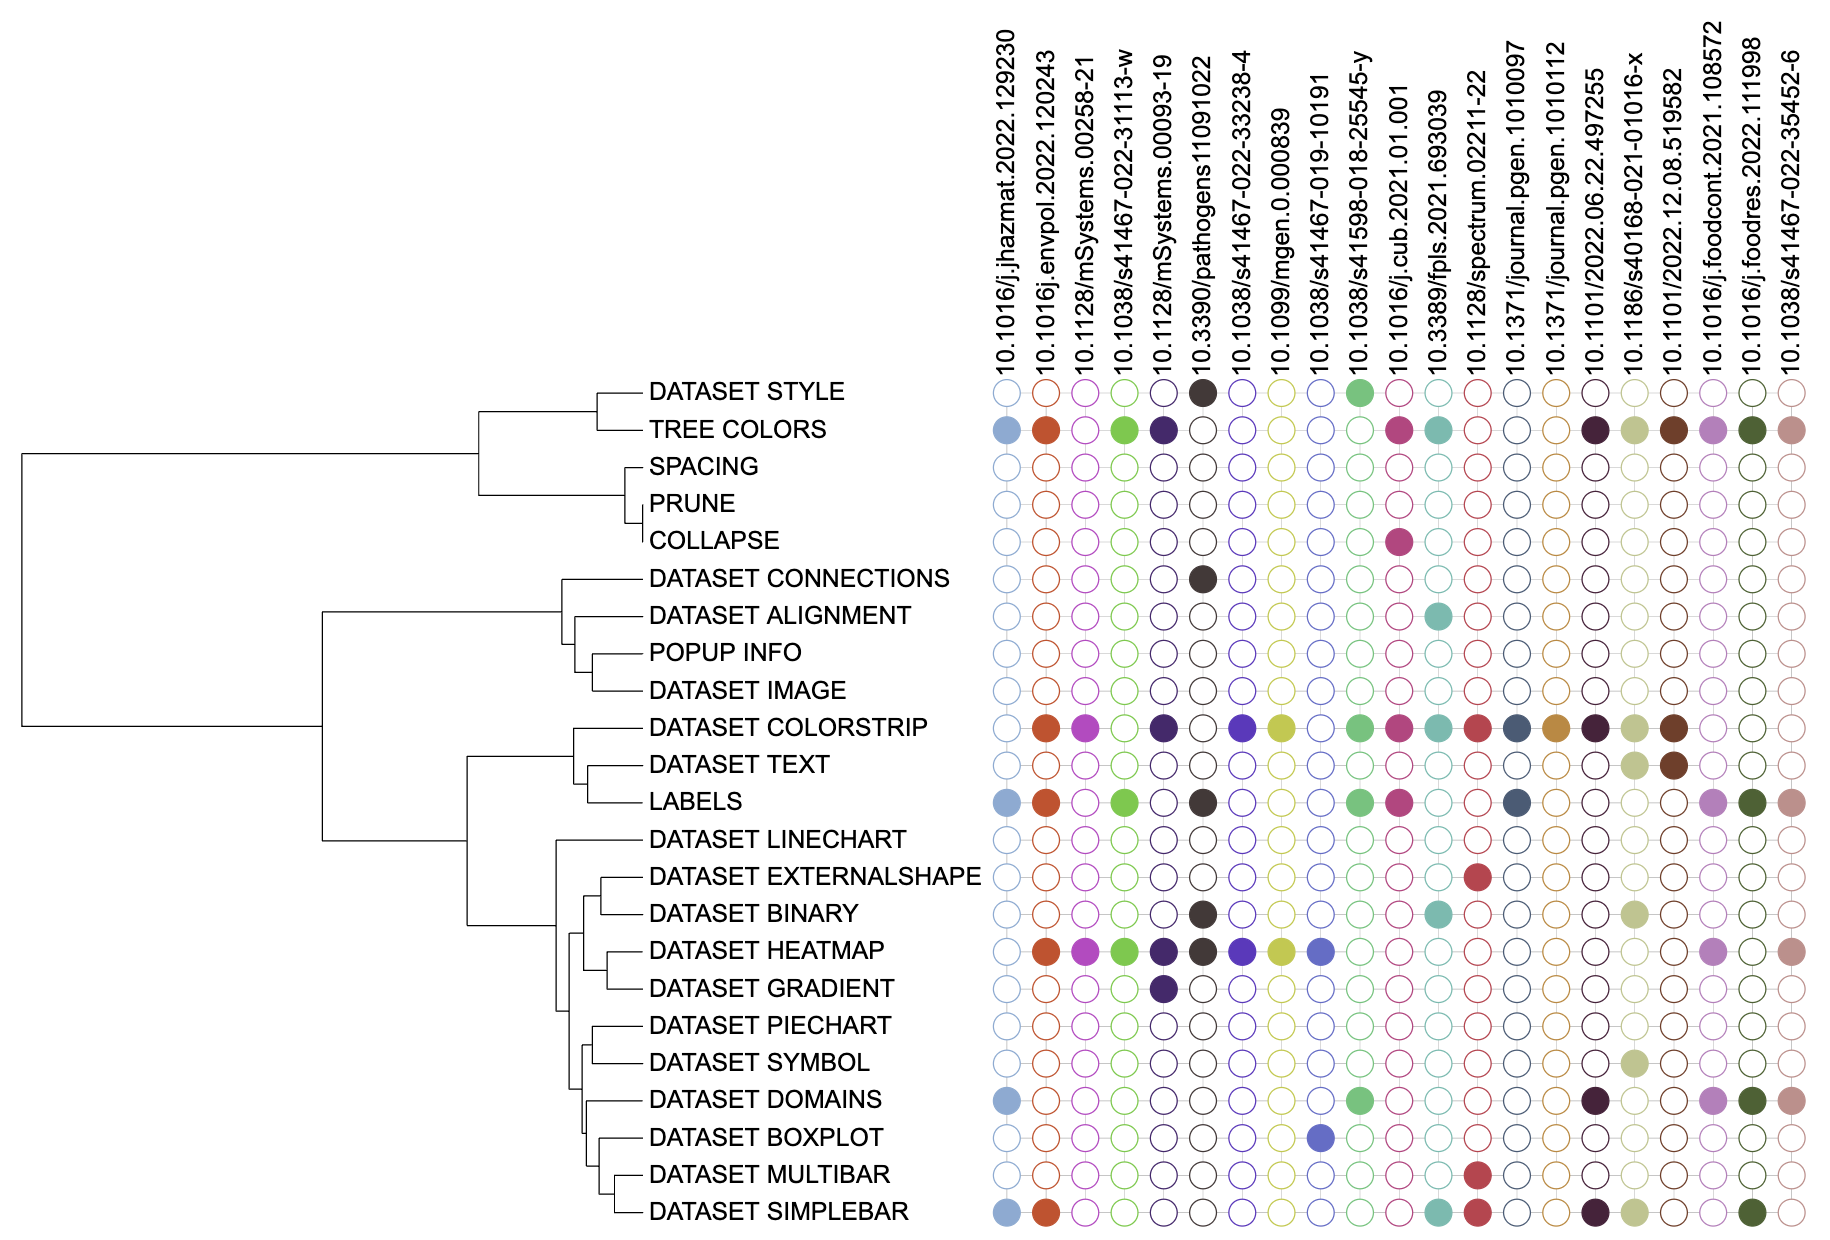 10.1016/j.jhazmat.2022.129230
10.1016j.envpol.2022.120243
10.1128/mSystems.00258-21
10.1038/s41467-022-31113-w
10.1128/mSystems.00093-19
10.3390/pathogens11091022
10.1038/s41467-022-33238-4
10.1099/mgen.0.000839
10.1038/s41467-019-10191
10.1038/s41598-018-25545-y
10.1016/j.cub.2021.01.001
10.3389/fpls.2021.693039
10.1128/spectrum.02211-22
10.1371/journal.pgen.1010097
10.1371/journal.pgen.1010112
10.1101/2022.06.22.497255
10.1186/s40168-021-01016-x
10.1101/2022.12.08.519582
10.1016/j.foodcont.2021.108572
10.1016/j.foodres.2022.111998
10.1038/s41467-022-35452-6
DATASET STYLE
TREE COLORS
SPACING
PRUNE
COLLAPSE
DATASET CONNECTIONS
DATASET ALIGNMENT
POPUP INFO
DATASET IMAGE
DATASET COLORSTRIP
DATASET TEXT
LABELS
DATASET LINECHART
DATASET EXTERNALSHAPE
DATASET BINARY
DATASET HEATMAP
DATASET GRADIENT
DATASET PIECHART
DATASET SYMBOL
DATASET DOMAINS
DATASET BOXPLOT
DATASET MULTIBAR
DATASET SIMPLEBAR